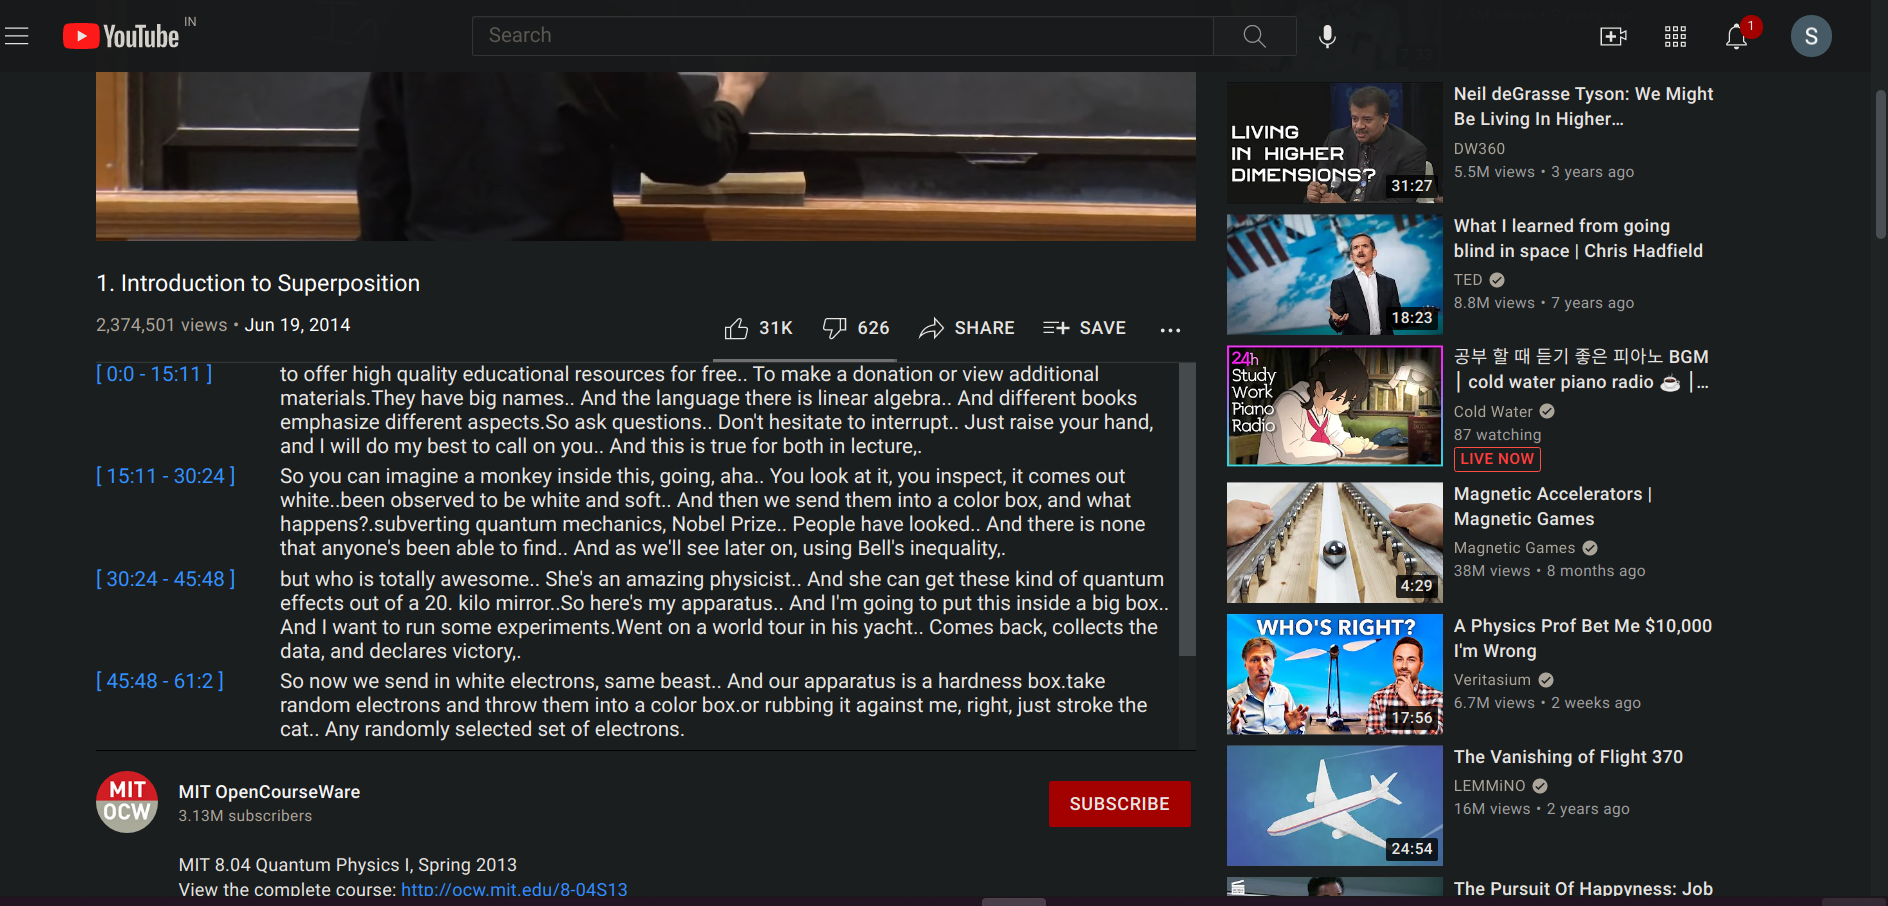 YouTube IN
Search
1
S
1. Introduction to Superposition
2,374,501 views • Jun 19, 2014
31K
626
SHARE
SAVE
[ 0:0 - 15:11 ]
to offer high quality educational resources for free.. To make a donation or view additional
materials.They have big names.. And the language there is linear algebra.. And different books
emphasize different aspects.So ask questions.. Don't hesitate to interrupt.. Just raise your hand,
and I will do my best to call on you.. And this is true for both in lecture,.
[ 15:11 - 30:24 ]
So you can imagine a monkey inside this, going, aha.. You look at it, you inspect, it comes out
white..been observed to be white and soft.. And then we send them into a color box, and what
happens?.subverting quantum mechanics, Nobel Prize.. People have looked.. And there is none
that anyone's been able to find.. And as we'll see later on, using Bell's inequality,.
[ 30:24 - 45:48 ]
but who is totally awesome.. She's an amazing physicist.. And she can get these kind of quantum
effects out of a 20. kilo mirror..So here's my apparatus.. And I'm going to put this inside a big box..
And I want to run some experiments.Went on a world tour in his yacht.. Comes back, collects the
data, and declares victory,.
[ 45:48 - 61:2 ]
So now we send in white electrons, same beast.. And our apparatus is a hardness box.take
random electrons and throw them into a color box.or rubbing it against me, right, just stroke the
cat.. Any randomly selected set of electrons.
MIT
OCW
MIT OpenCourseWare
3.13M subscribers
SUBSCRIBE
MIT 8.04 Quantum Physics I, Spring 2013
View the complete course: http://ocw.mit.edu/8-04S13
LIVING
IN HIGHER
DIMENSIONS?
31:27
Neil deGrasse Tyson: We Might
Be Living In Higher...
DW360
5.5M views • 3 years ago
18:23
What I learned from going
blind in space | Chris Hadfield
TED
8.8M views • 7 years ago
24h
Study
Work
Piano
Radio
공부 할 때 듣기 좋은 피아노 BGM
| cold water piano radio ☕ |...
Cold Water
87 watching
LIVE NOW
4:29
Magnetic Accelerators |
Magnetic Games
Magnetic Games
38M views • 8 months ago
WHO'S RIGHT?
17:56
A Physics Prof Bet Me $10,000
I'm Wrong
Veritasium
6.7M views • 2 weeks ago
24:54
The Vanishing of Flight 370
LEMMiNO
16M views • 2 years ago
The Pursuit Of Happyness: Job